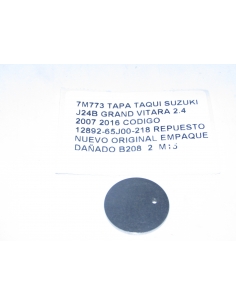 7M773 TAPA TAQUI SUZUKI
J24B GRAND VITARA 2.4
2007 2016 CODIGO
12892-65J00-218 REPUESTO
NUEVO ORIGINAL EMPAQUE
DAÑADO B208 2 M15